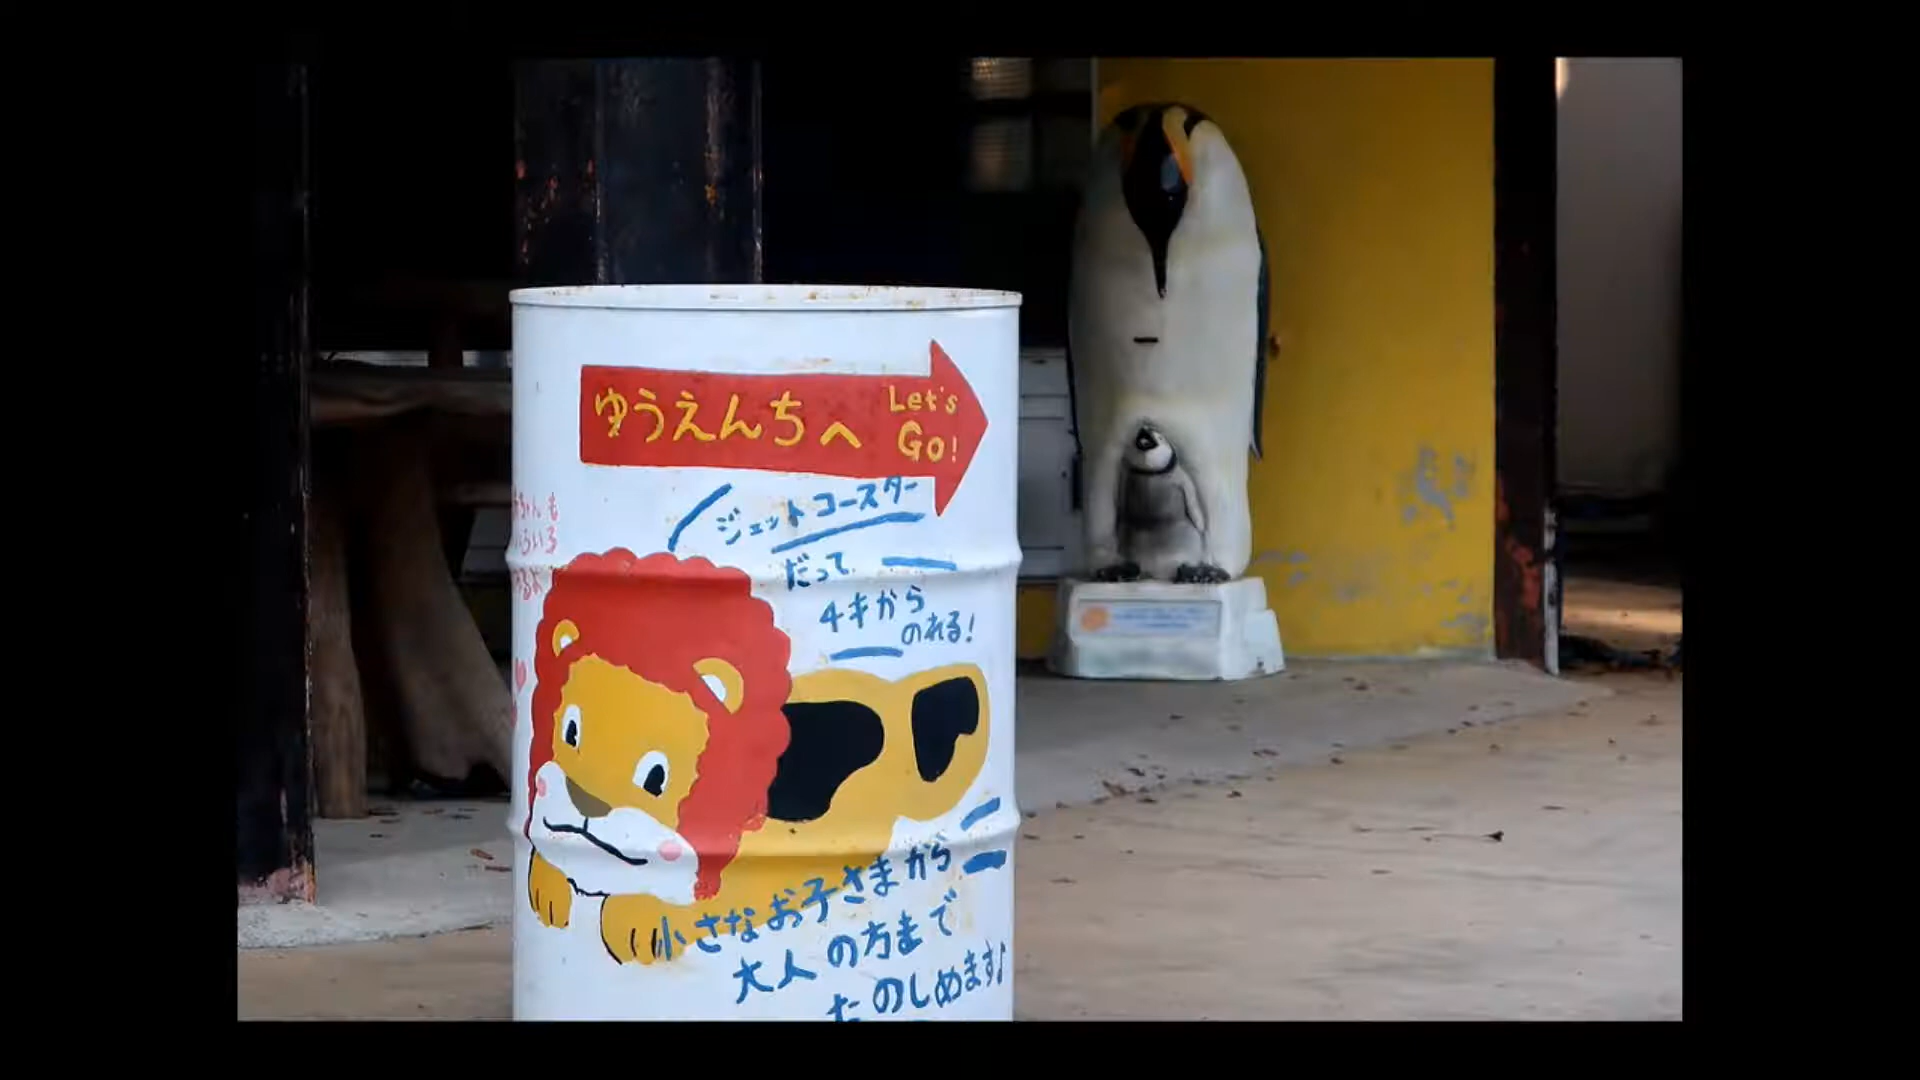 ゆうえんちへ
Let's
Go!
ジェットコースター
だって
4才から
のれる!
小さなお子さまから
大人の方まで
たのしめます♪